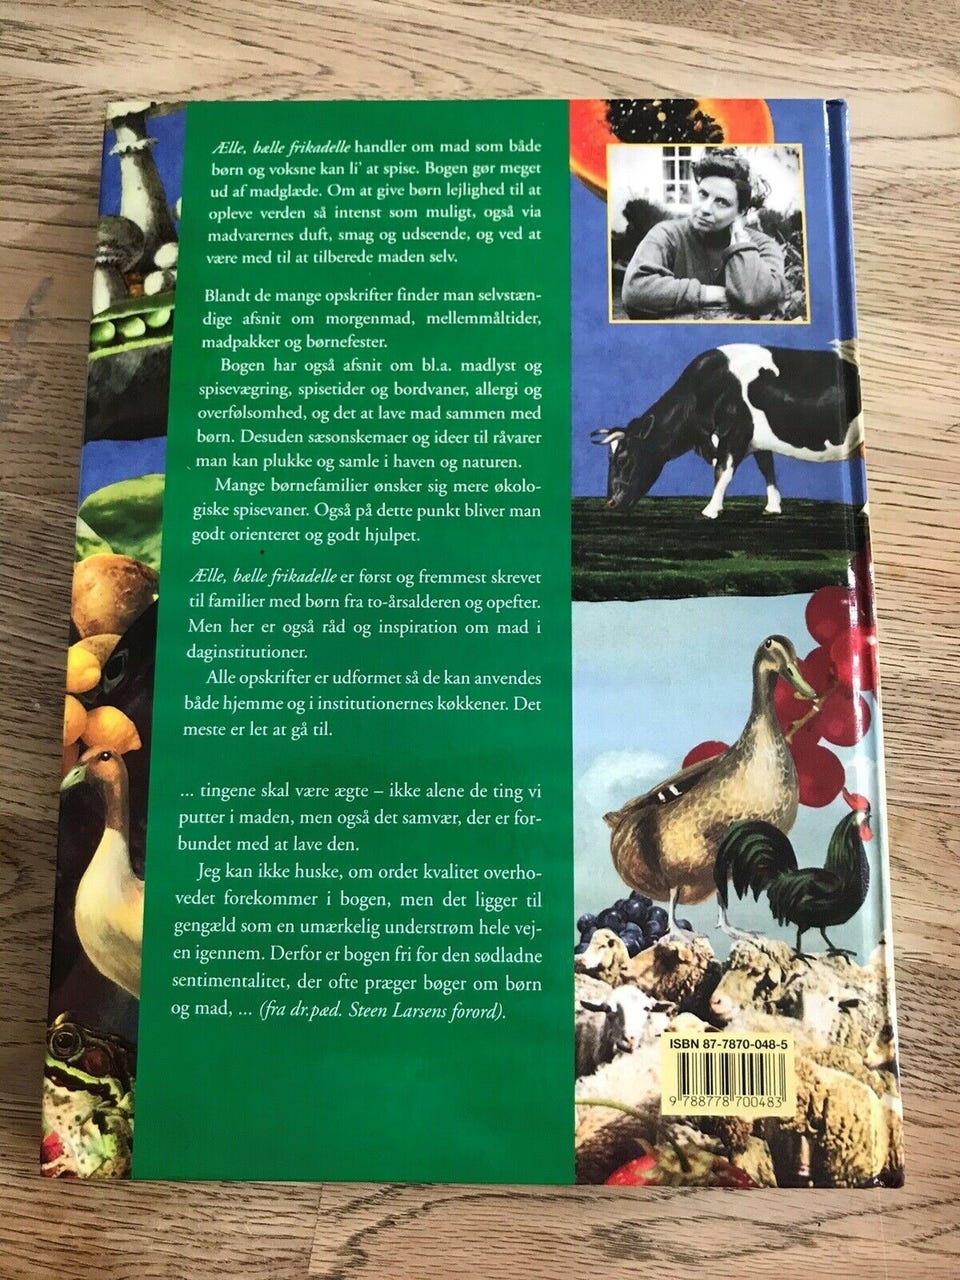 Ælle, bælle frikadelle handler om mad som både
børn og voksne kan li' at spise. Bogen gør meget
ud af madglæde. Om at give børn lejlighed til at
opleve verden så intenst som muligt, også via
madvarernes duft, smag og udseende, og ved at
være med til at tilberede maden selv.
Blandt de mange opskrifter finder man selvstæn-
dige afsnit om morgenmad, mellemmåltider,
madpakker og børnefester.
Bogen har også afsnit om bl.a. madlyst og
spisevægring, spisetider og bordvaner, allergi og
overfølsomhed, og det at lave mad sammen med
børn. Desuden sæsonskemaer og ideer til råvarer
man kan plukke og samle i haven og naturen.
Mange børnefamilier ønsker sig mere økolo-
giske spisevaner. Også på dette punkt bliver man
godt orienteret og godt hjulpet.
Ælle, bælle frikadelle er først og fremmest skrevet
til familier med børn fra to-årsalderen og opefter.
Men her er også råd og inspiration om mad i
daginstitutioner.
Alle opskrifter er udformet så de kan anvendes
både hjemme og i institutionernes køkkener. Det
meste er let at gå til.
... tingene skal være ægte – ikke alene de ting vi
putter i maden, men også det samvær, der er for-
bundet med at lave den.
Jeg kan ikke huske, om ordet kvalitet overho-
vedet forekommer i bogen, men det ligger til
gengæld som en umærkelig understrøm hele vej-
en igennem. Derfor er bogen fri for den sødladne
sentimentalitet, der ofte præger bøger om børn
og mad, ... (fra dr.pæd. Steen Larsens forord).
ISBN 87-7870-048-5
9 788778 700483